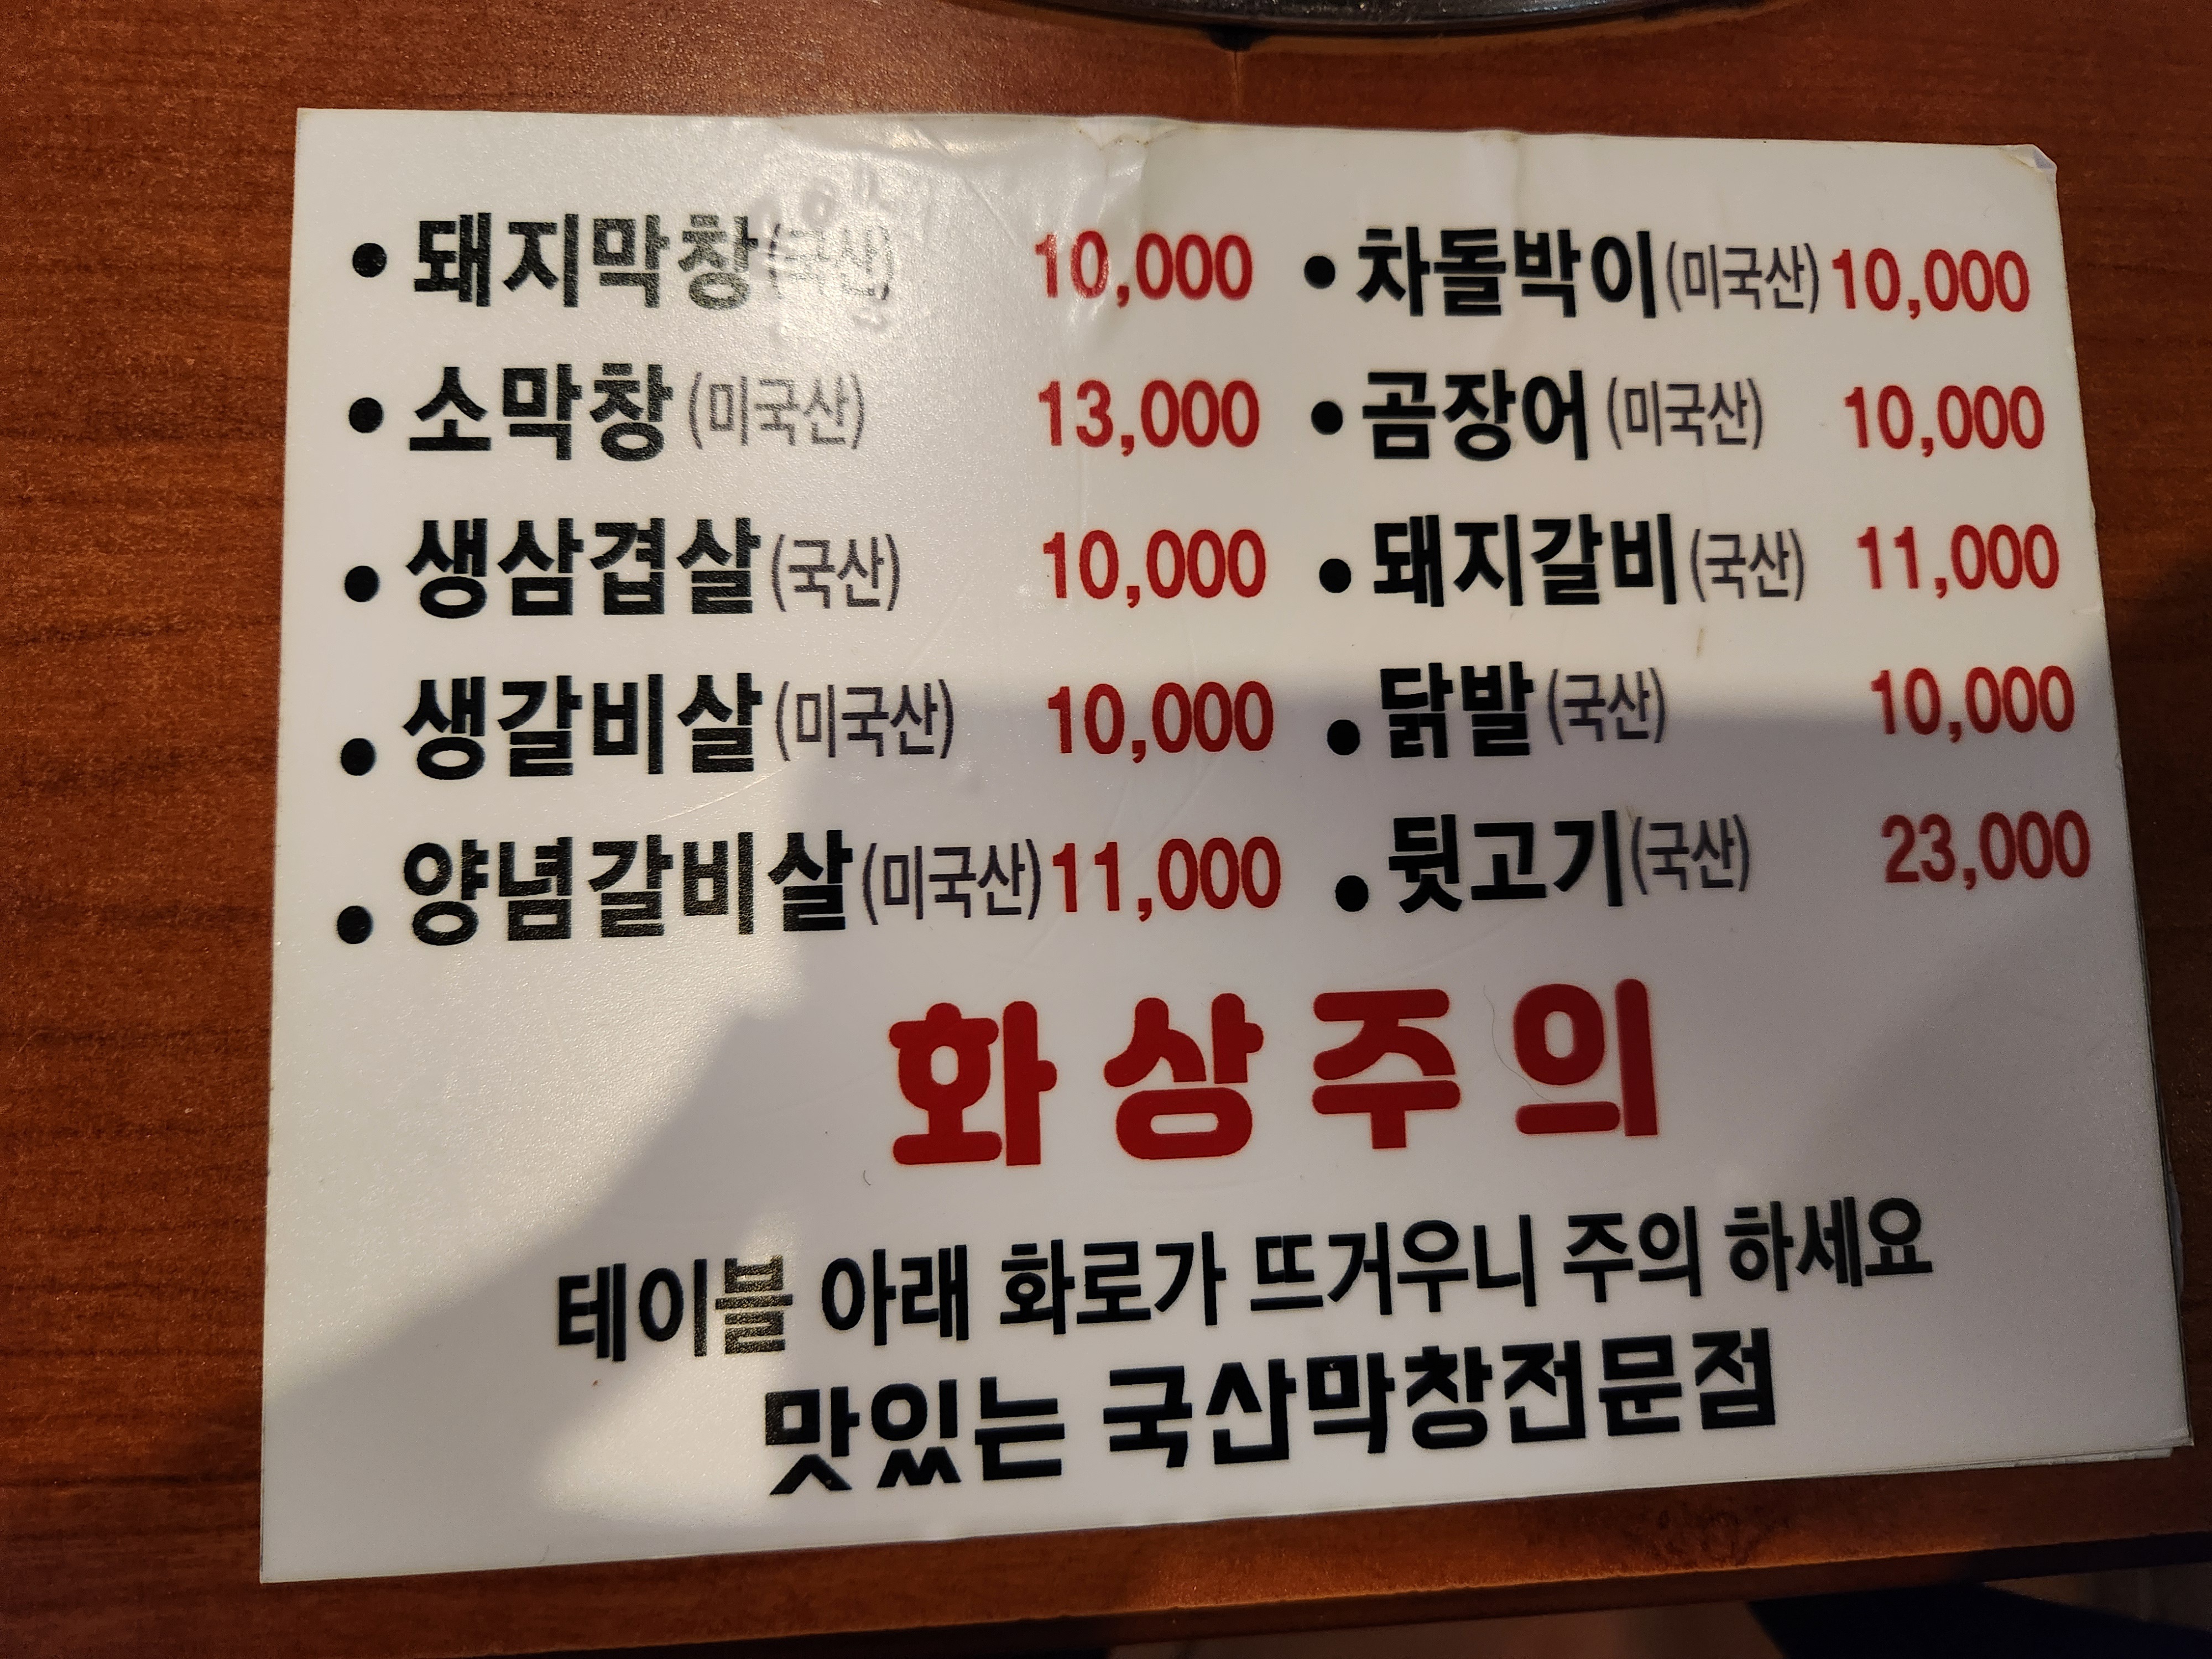 • 돼지막창(국산) 10,000
• 소막창(미국산) 13,000
• 생삼겹살(국산) 10,000
• 생갈비살(미국산) 10,000
• 양념갈비살(미국산) 11,000
• 차돌박이(미국산) 10,000
• 곰장어(미국산) 10,000
• 돼지갈비(국산) 11,000
• 닭발(국산) 10,000
• 뒷고기(국산) 23,000
화상주의
테이블 아래 화로가 뜨거우니 주의 하세요
맛있는 국산막창전문점